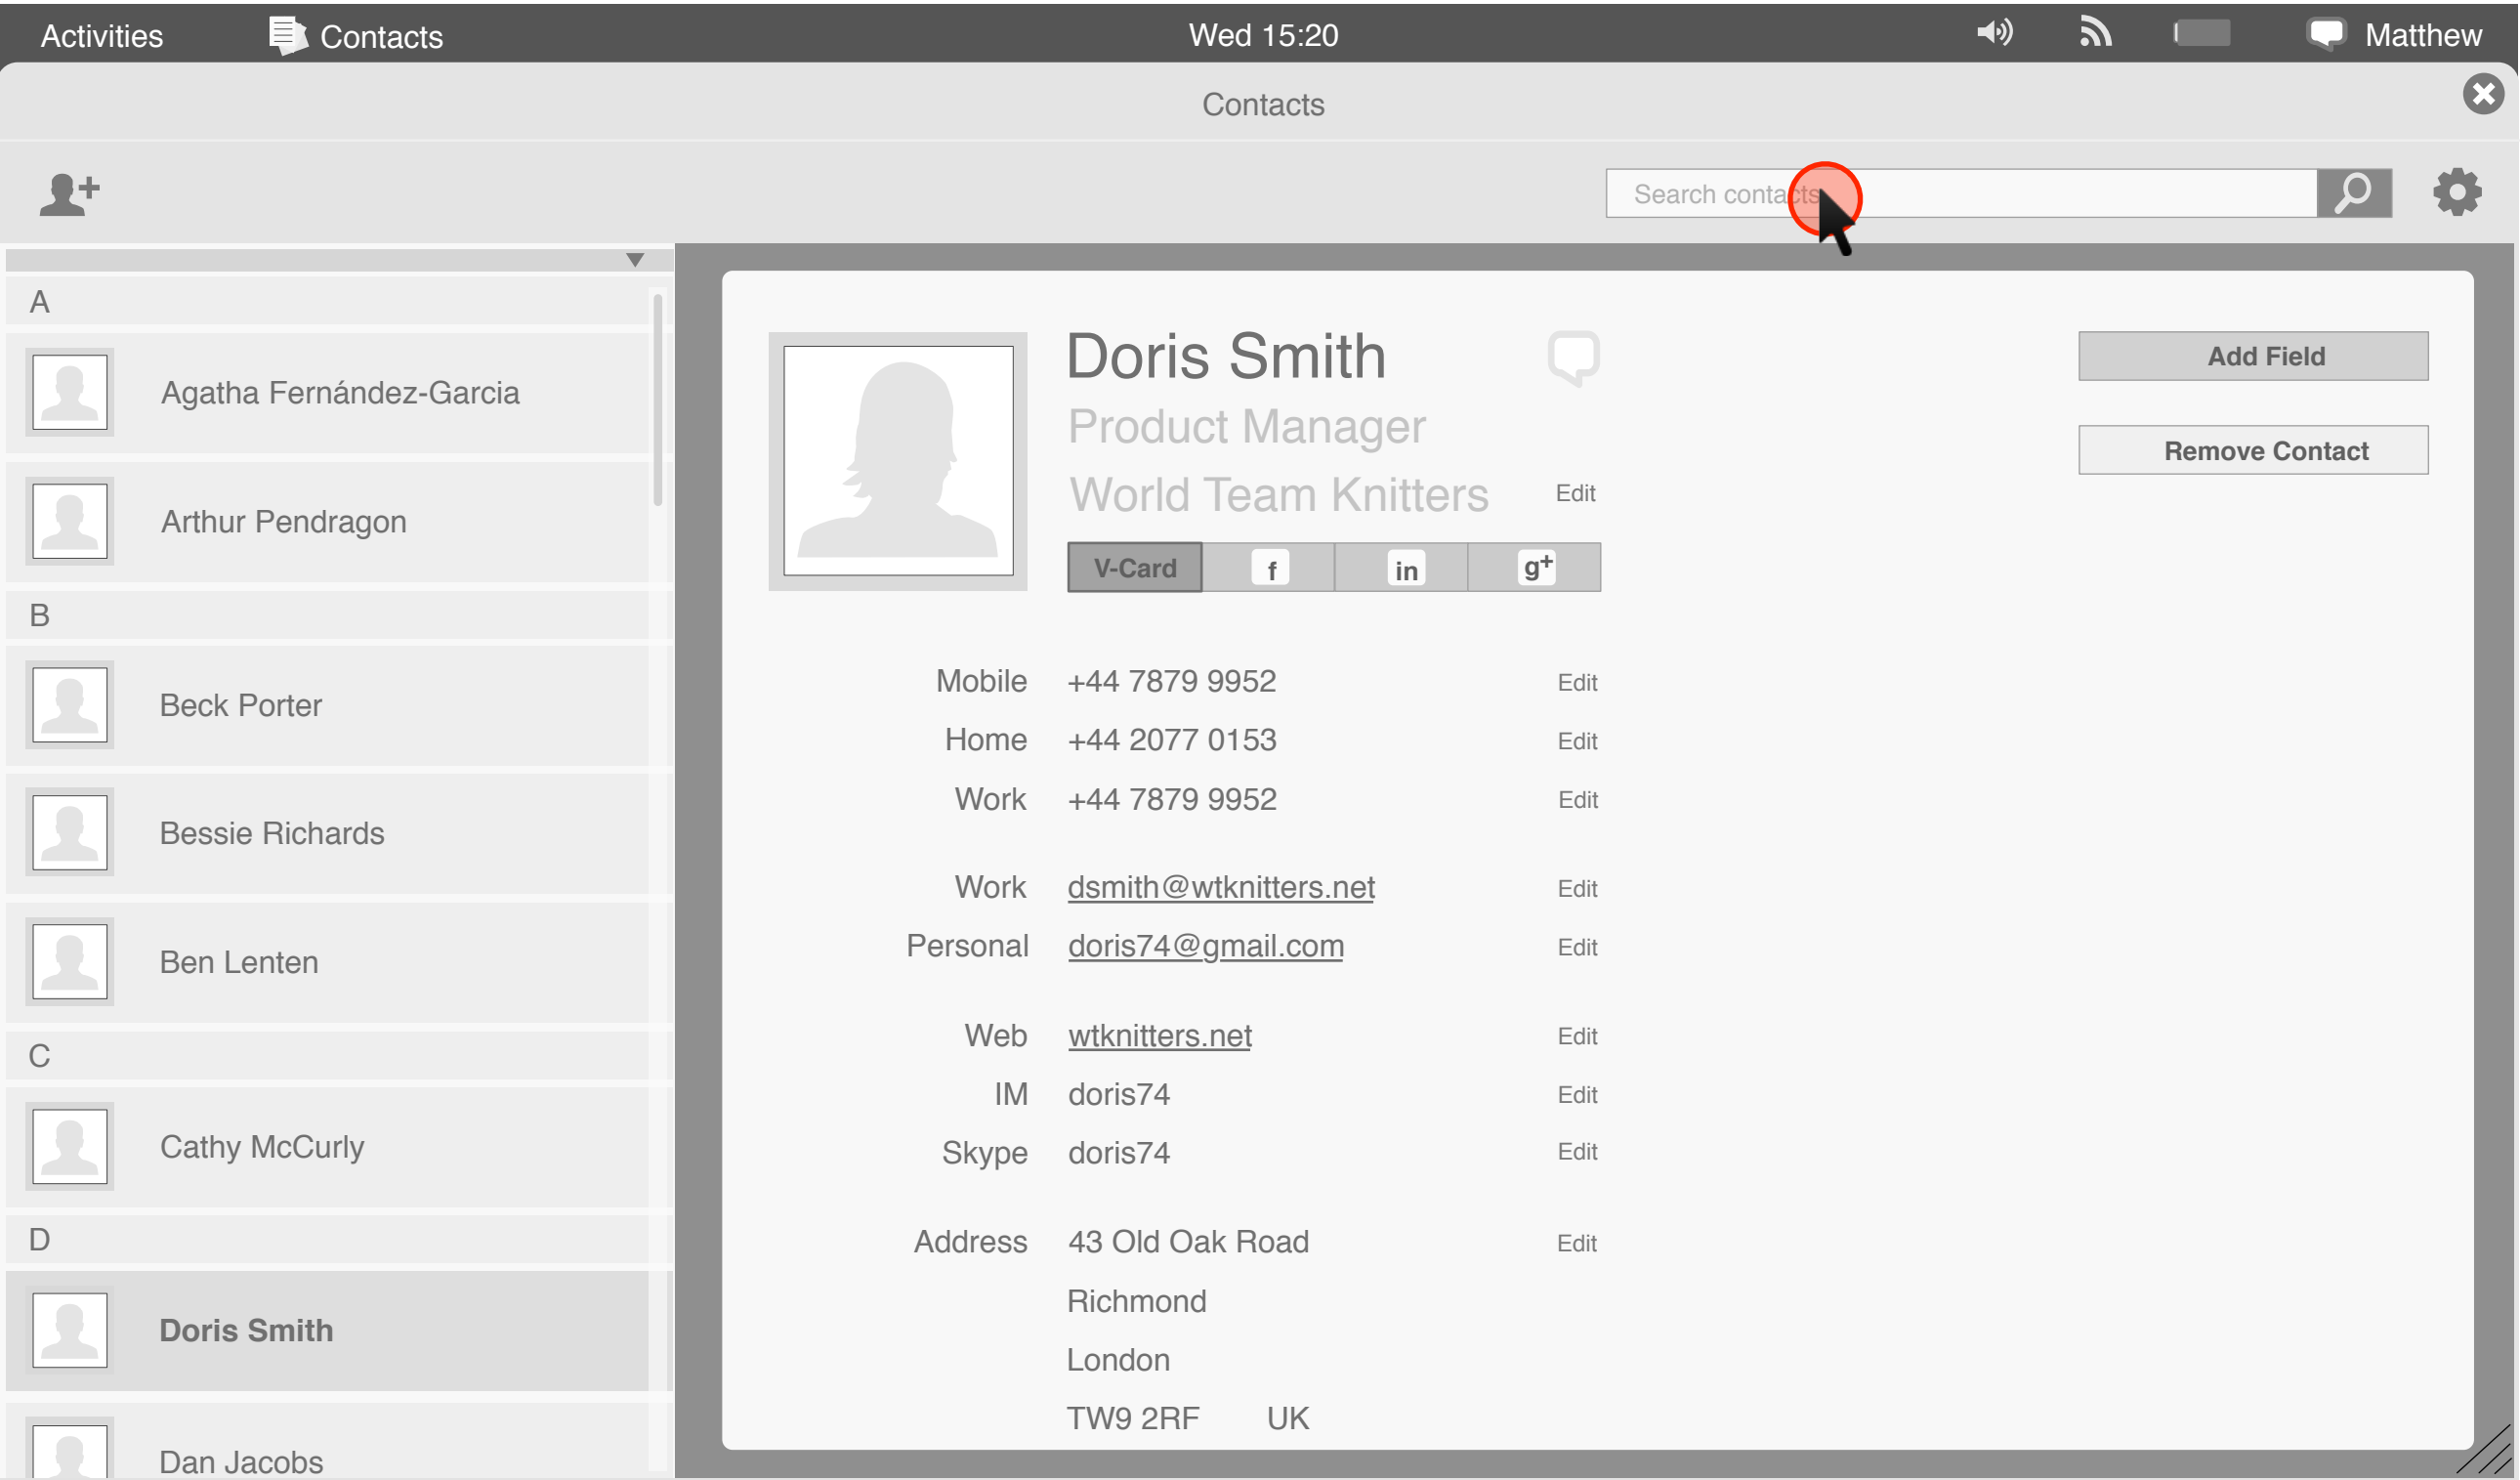 Activities Contacts Wed 15:20 Matthew
Contacts
Search contacts
A
Agatha Fernández-Garcia
Arthur Pendragon
B
Beck Porter
Bessie Richards
Ben Lenten
C
Cathy McCurly
D
Doris Smith
Dan Jacobs
Doris Smith
Product Manager
World Team Knitters Edit
Add Field
Remove Contact
V-Card f in g+
Mobile +44 7879 9952 Edit
Home +44 2077 0153 Edit
Work +44 7879 9952 Edit
Work dsmith@wtknitters.net Edit
Personal doris74@gmail.com Edit
Web wtknitters.net Edit
IM doris74 Edit
Skype doris74 Edit
Address 43 Old Oak Road Edit
Richmond
London
TW9 2RF UK